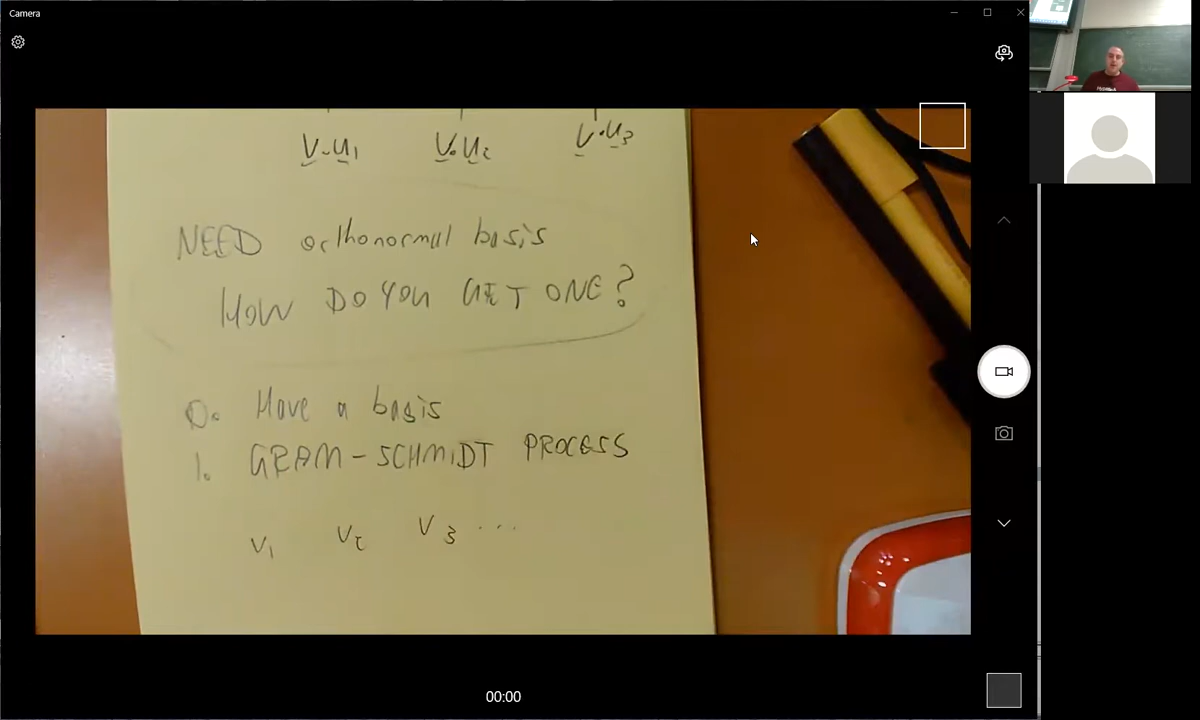 Camera
V·u1 V·u2 V·u3
NEED orthonormal basis
HOW DO YOU GET ONE?
0. Have a basis
1. GRAM-SCHMIDT PROCESS
v1 v2 v3 ...
00:00